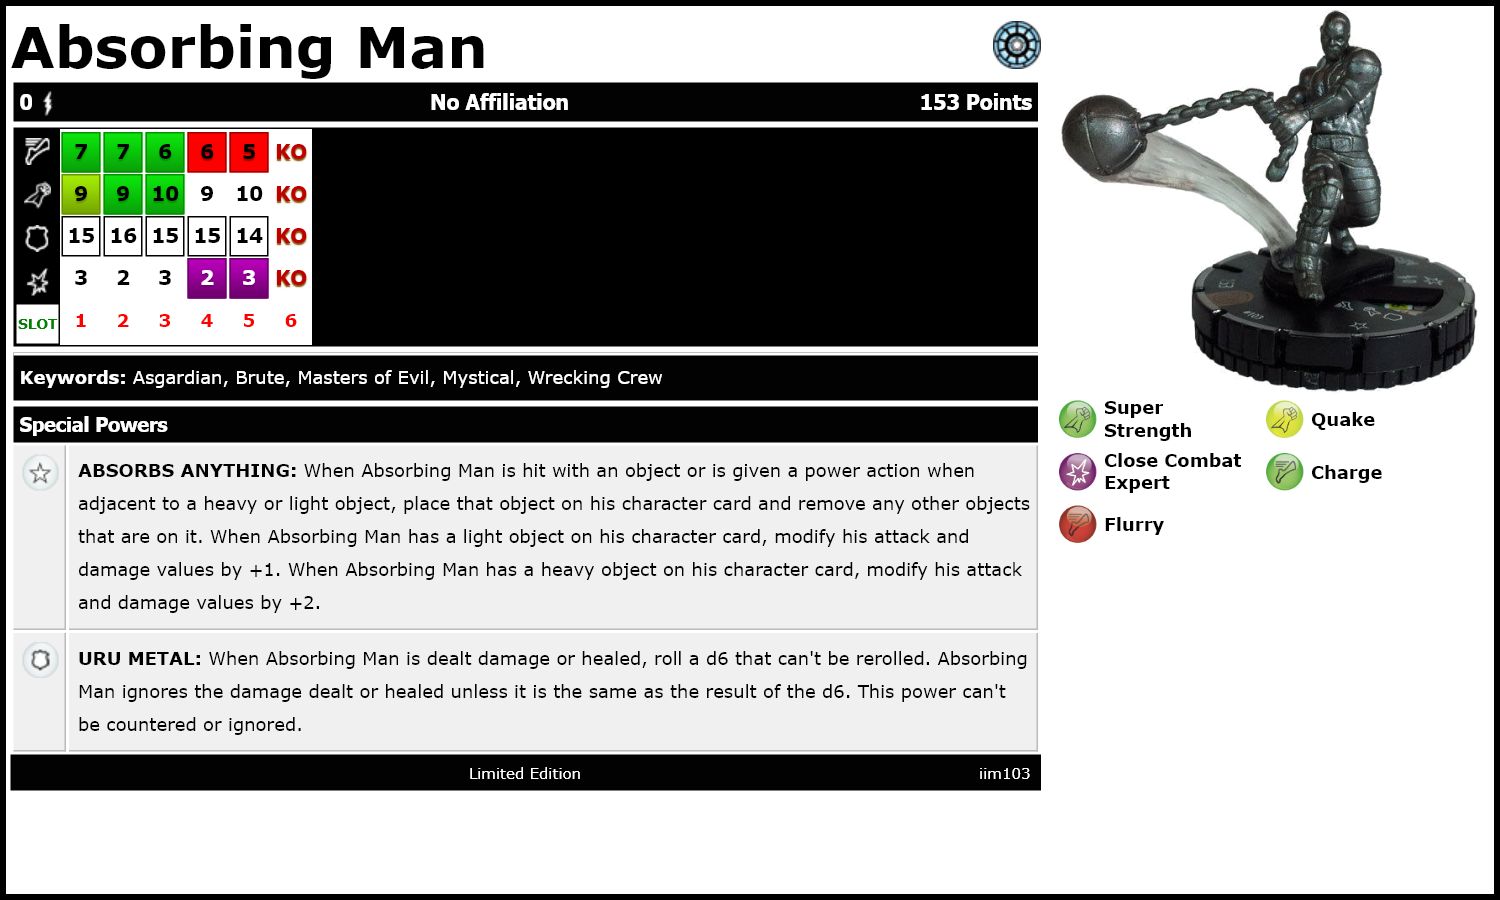 Absorbing Man
0 No Affiliation 153 Points
7 7 6 6 5 KO
9 9 10 9 10 KO
15 16 15 15 14 KO
3 2 3 2 3 KO
SLOT 1 2 3 4 5 6
Keywords: Asgardian, Brute, Masters of Evil, Mystical, Wrecking Crew
Special Powers
ABSORBS ANYTHING: When Absorbing Man is hit with an object or is given a power action when
adjacent to a heavy or light object, place that object on his character card and remove any other objects
that are on it. When Absorbing Man has a light object on his character card, modify his attack and
damage values by +1. When Absorbing Man has a heavy object on his character card, modify his attack
and damage values by +2.
URU METAL: When Absorbing Man is dealt damage or healed, roll a d6 that can't be rerolled. Absorbing
Man ignores the damage dealt or healed unless it is the same as the result of the d6. This power can't
be countered or ignored.
Limited Edition iim103
#103
Super
Strength
Quake
Close Combat
Expert
Charge
Flurry